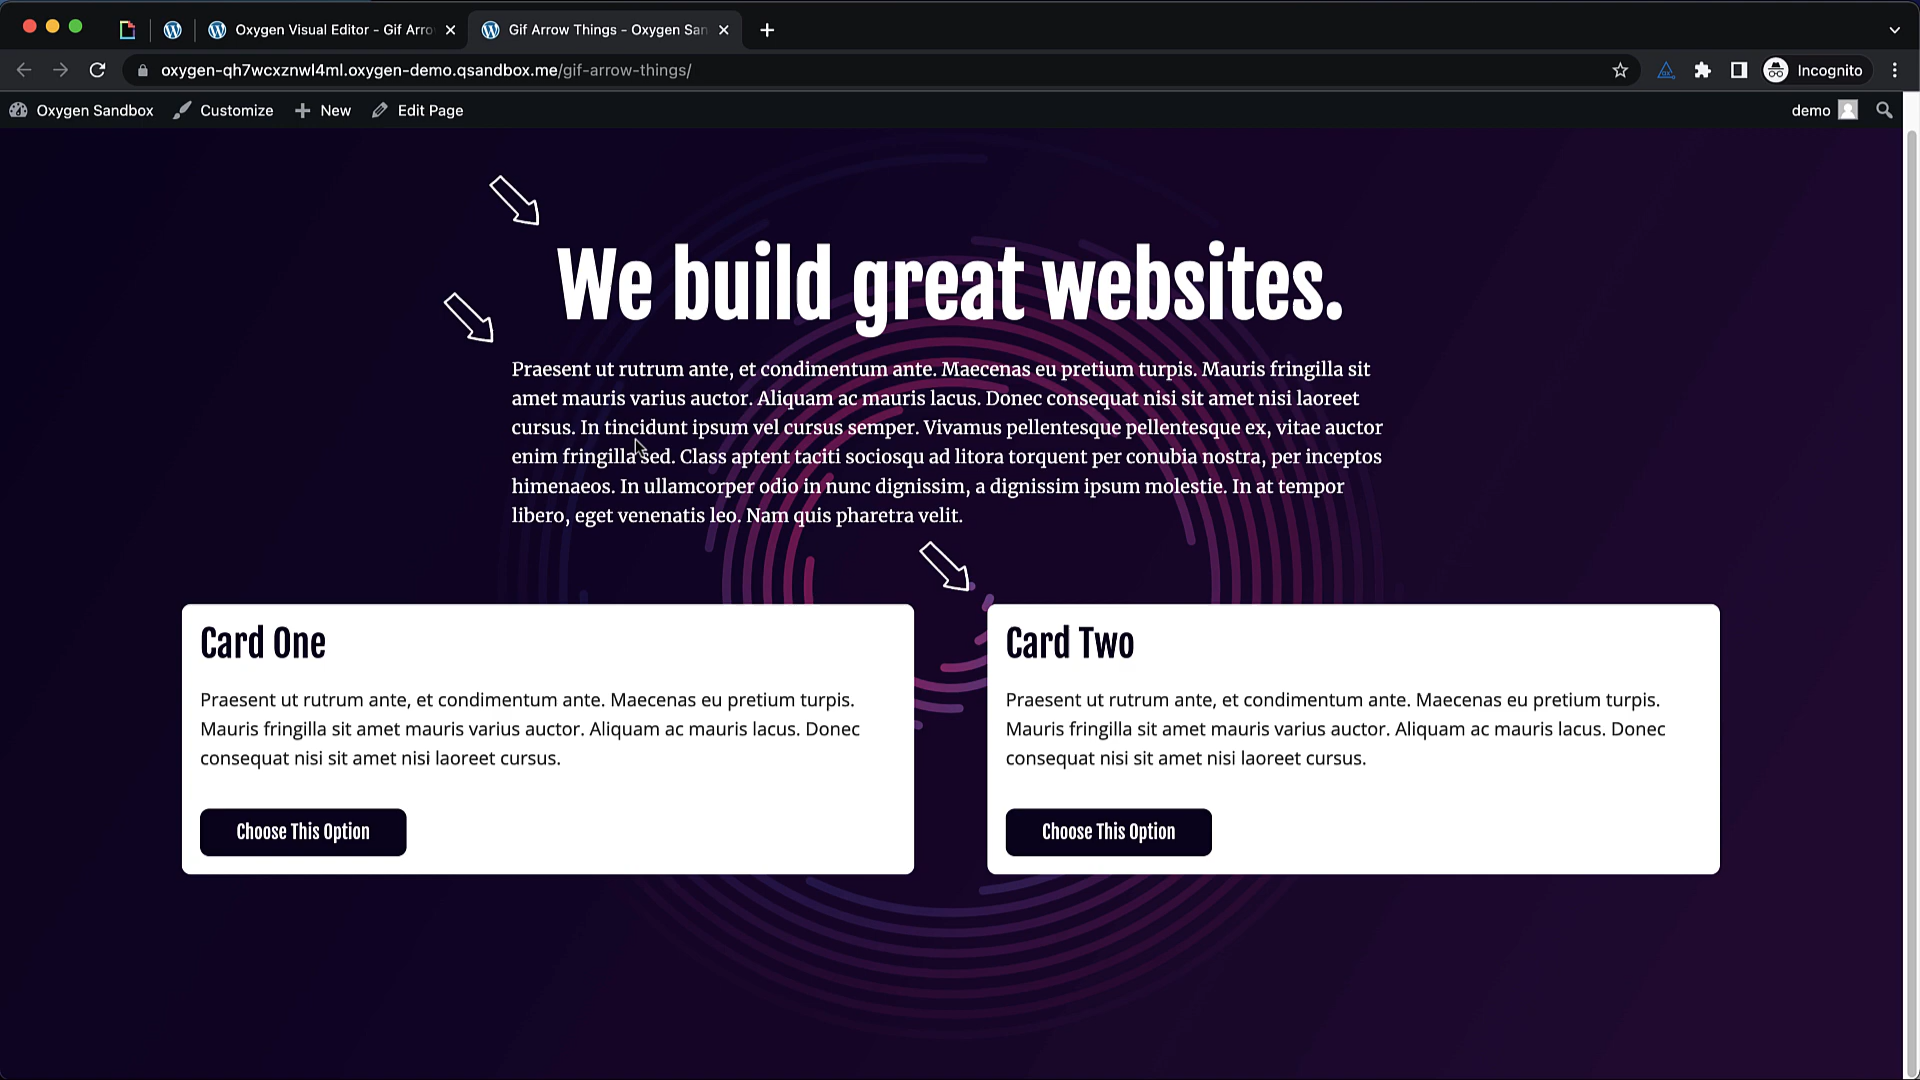 Oxygen Visual Editor - Gif Arro
Gif Arrow Things - Oxygen San
oxygen-qh7wcxznwl4ml.oxygen-demo.qsandbox.me/gif-arrow-things/
Incognito
Oxygen Sandbox
Customize
New
Edit Page
demo
We build great websites.
Praesent ut rutrum ante, et condimentum ante. Maecenas eu pretium turpis. Mauris fringilla sit
amet mauris varius auctor. Aliquam ac mauris lacus. Donec consequat nisi sit amet nisi laoreet
cursus. In tincidunt ipsum vel cursus semper. Vivamus pellentesque pellentesque ex, vitae auctor
enim fringilla sed. Class aptent taciti sociosqu ad litora torquent per conubia nostra, per inceptos
himenaeos. In ullamcorper odio in nunc dignissim, a dignissim ipsum molestie. In at tempor
libero, eget venenatis leo. Nam quis pharetra velit.
Card One
Praesent ut rutrum ante, et condimentum ante. Maecenas eu pretium turpis.
Mauris fringilla sit amet mauris varius auctor. Aliquam ac mauris lacus. Donec
consequat nisi sit amet nisi laoreet cursus.
Choose This Option
Card Two
Praesent ut rutrum ante, et condimentum ante. Maecenas eu pretium turpis.
Mauris fringilla sit amet mauris varius auctor. Aliquam ac mauris lacus. Donec
consequat nisi sit amet nisi laoreet cursus.
Choose This Option